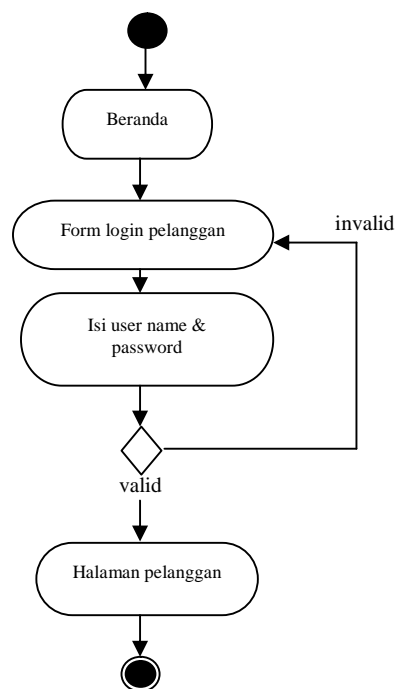 Beranda
Form login pelanggan
invalid
Isi user name &
password
valid
Halaman pelanggan